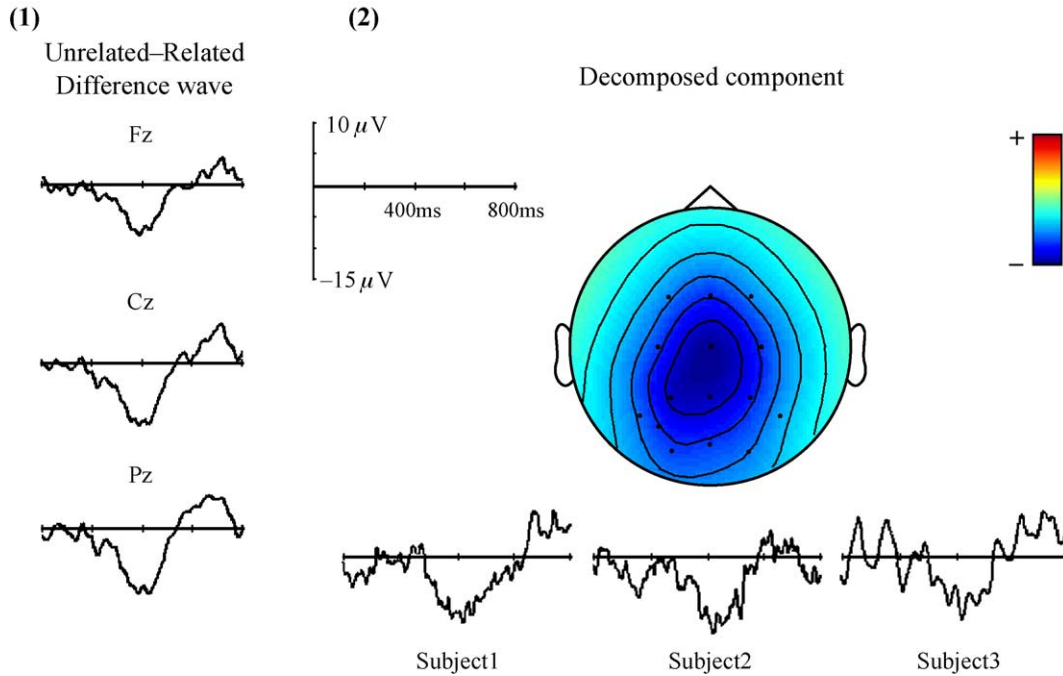 (1)
Unrelated–Related
Difference wave
Fz
Cz
Pz
10 μV
400ms
800ms
–15 μV
(2)
Decomposed component
+
–
Subject1
Subject2
Subject3